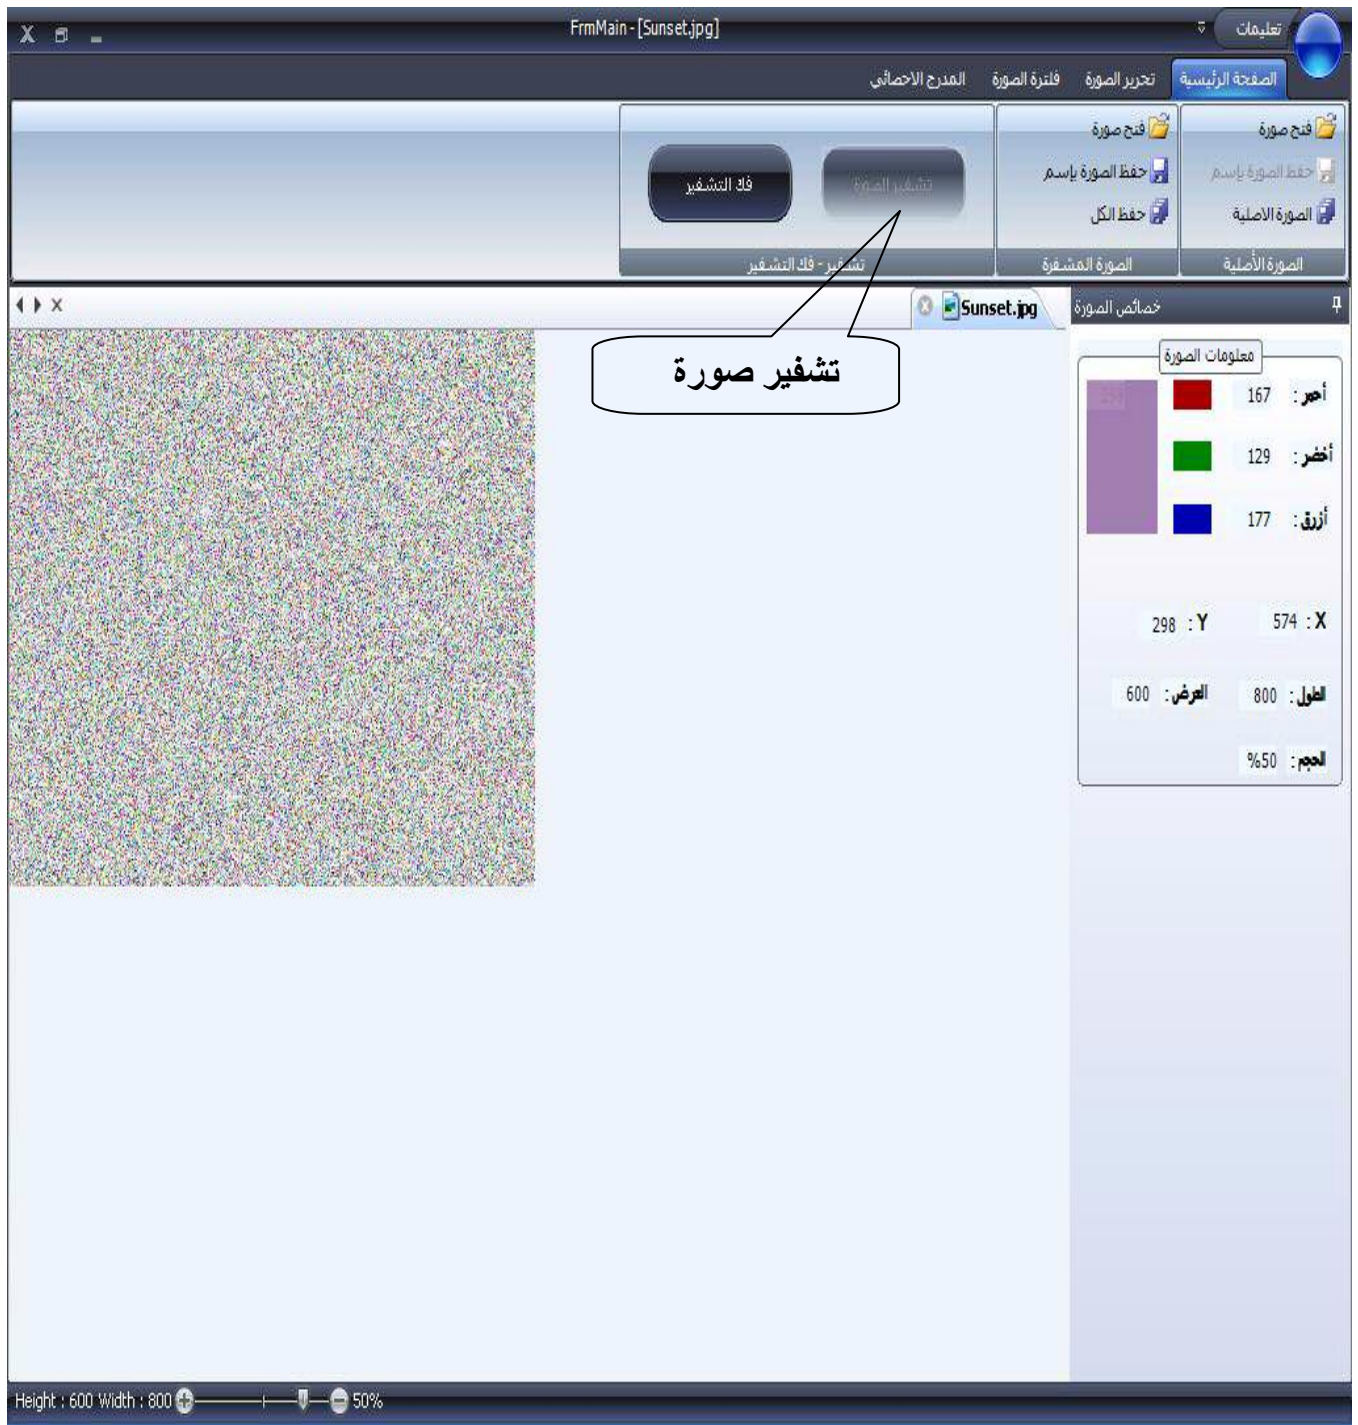 تعليمات
FrmMain - [Sunset.jpg]
الصفحة الرئيسية
تحرير الصورة
فلترة الصورة
المدرج الاحصائي
فتح صورة
حفظ الصورة بإسم
الصورة الاصلية
الصورة الأصلية
فتح صورة
حفظ الصورة بإسم
حفظ الكل
الصورة المشفرة
تشفير الصورة
فك التشفير
تشفير - فك التشفير
خصائص الصورة
Sunset.jpg
تشفير صورة
معلومات الصورة
أحمر : 167
أخضر : 129
أزرق : 177
X : 574 Y : 298
الطول : 800 العرض : 600
الحجم : 50%
Height : 600 Width : 800
50%